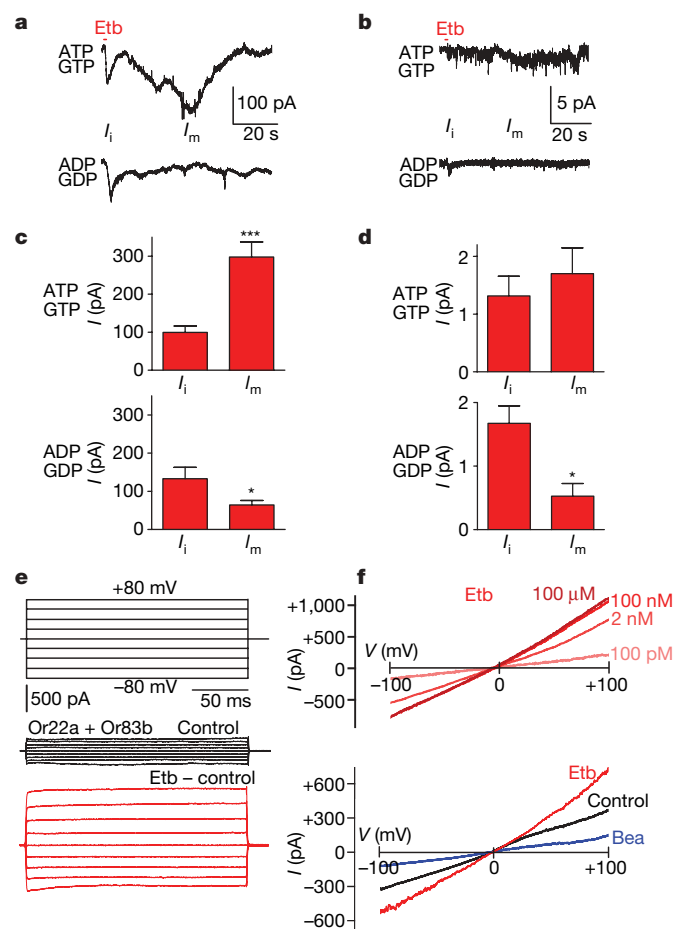 a
Etb
ATP
GTP
100 pA
20 s
Ii
Im
ADP
GDP
b
ATP
GTP
5 pA
20 s
Ii
Im
ADP
GDP
c
ATP
GTP
I (pA)
300
200
100
0
***
Ii
Im
ADP
GDP
I (pA)
300
200
100
0
*
Ii
Im
d
ATP
GTP
I (pA)
2
1
0
Ii
Im
ADP
GDP
I (pA)
2
1
0
*
Ii
Im
e
+80 mV
−80 mV
500 pA
50 ms
Or22a + Or83b Control
Etb − control
f
Etb
100 μM
100 nM
2 nM
100 pM
+1,000
+500
0
−500
I (pA)
V (mV)
−100
0
+100
Etb
Control
Bea
+600
+300
0
−300
−600
I (pA)
V (mV)
−100
0
+100